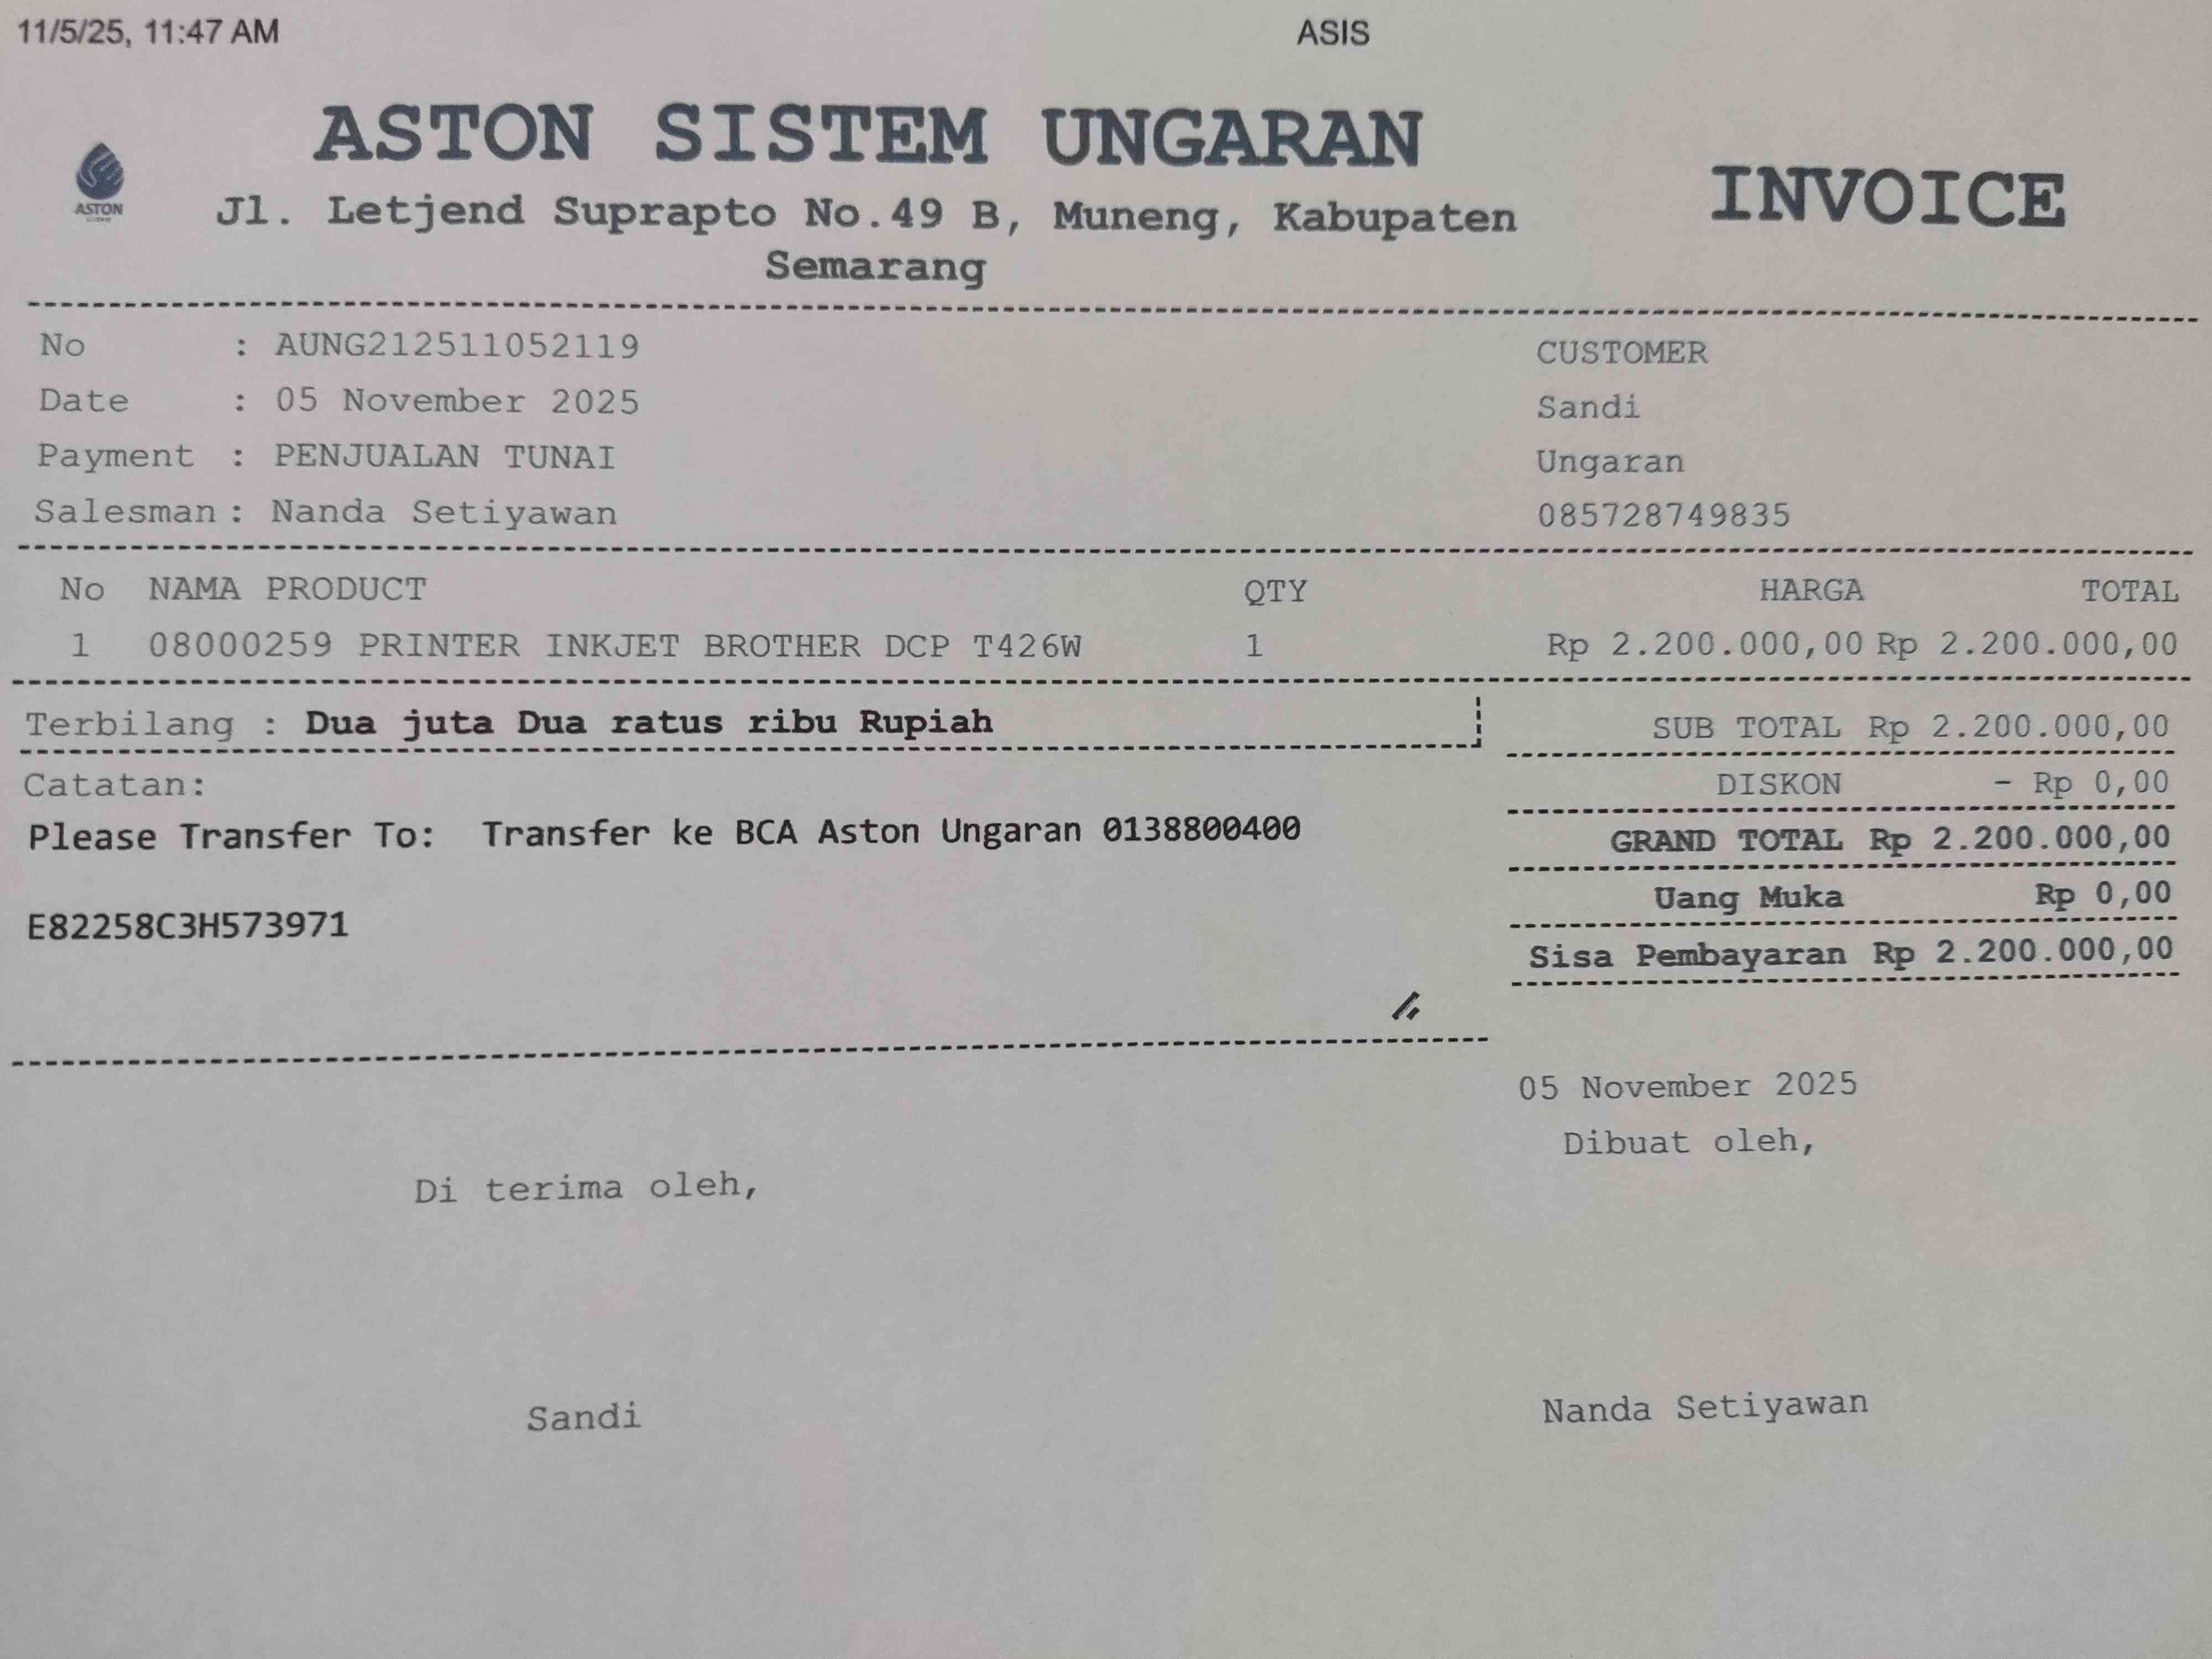 11/5/25, 11:47 AM ASIS
ASTON SISTEM UNGARAN
ASTON
Jl. Letjend Suprapto No.49 B, Muneng, Kabupaten
Semarang
INVOICE
No : AUNG212511052119
Date : 05 November 2025
Payment : PENJUALAN TUNAI
Salesman : Nanda Setiyawan
CUSTOMER
Sandi
Ungaran
085728749835
No NAMA PRODUCT QTY HARGA TOTAL
1 08000259 PRINTER INKJET BROTHER DCP T426W 1 Rp 2.200.000,00 Rp 2.200.000,00
Terbilang : Dua juta Dua ratus ribu Rupiah
Catatan:
Please Transfer To: Transfer ke BCA Aston Ungaran 0138800400
E82258C3H573971
SUB TOTAL Rp 2.200.000,00
DISKON - Rp 0,00
GRAND TOTAL Rp 2.200.000,00
Uang Muka Rp 0,00
Sisa Pembayaran Rp 2.200.000,00
05 November 2025
Dibuat oleh,
Di terima oleh,
Sandi
Nanda Setiyawan